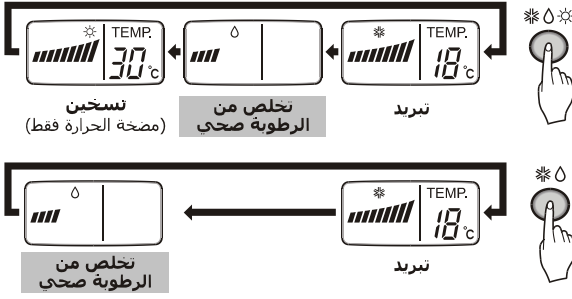 TEMP. 18°c
TEMP. 30°c
تبريد
تخلص من
الرطوبة صحي
تسخين
(مضخة الحرارة فقط)
TEMP. 18°c
تبريد
تخلص من
الرطوبة صحي